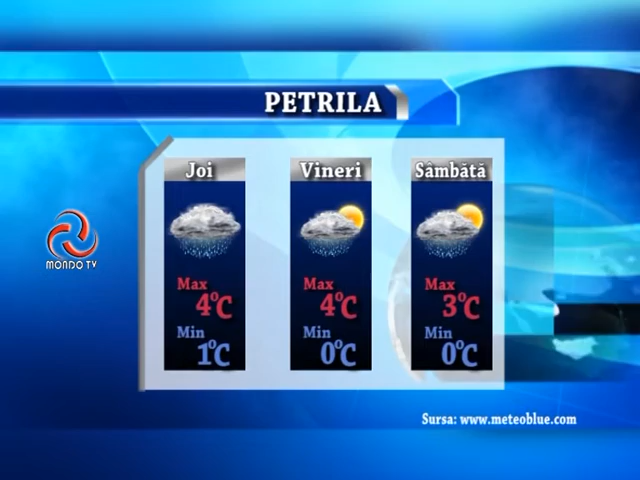 PETRILA
Joi
Max
4°C
Min
1°C
Vineri
Max
4°C
Min
0°C
Sâmbătă
Max
3°C
Min
0°C
MONDO TV
Sursa: www.meteoblue.com